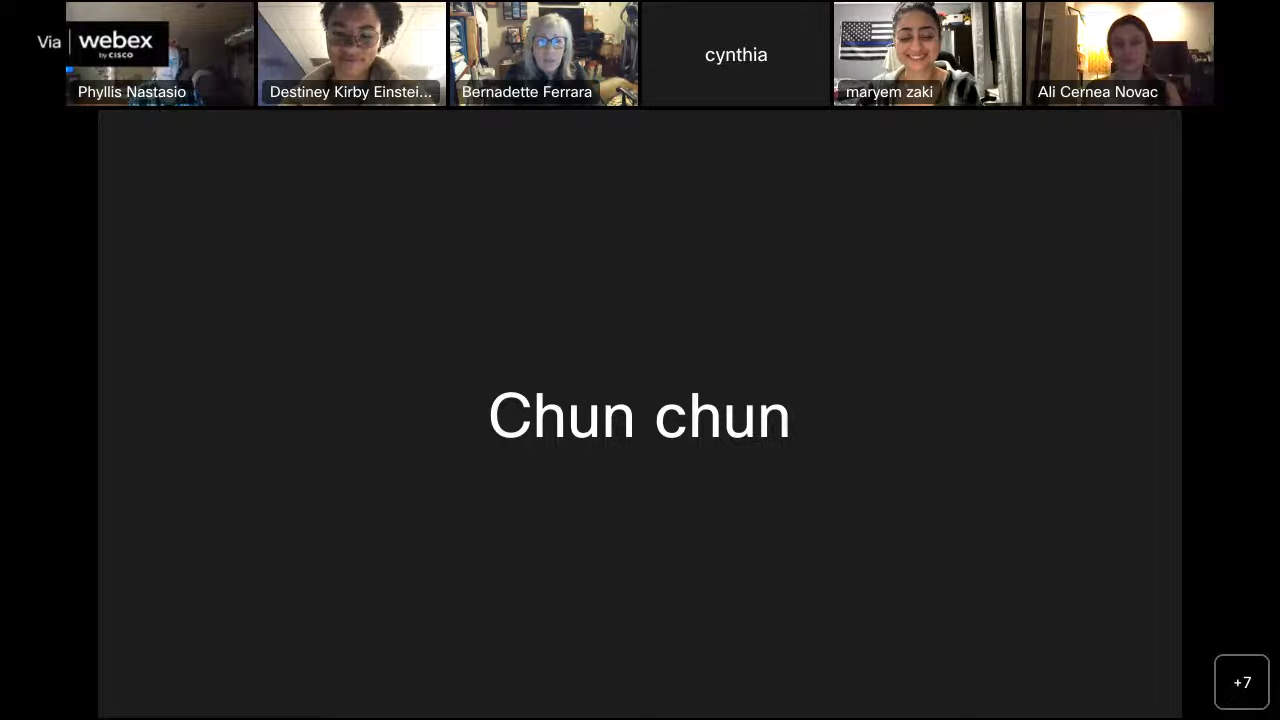 Via webex
by CISCO
Phyllis Nastasio
Destiney Kirby Einstei...
Bernadette Ferrara
cynthia
maryem zaki
Ali Cernea Novac
Chun chun
+7